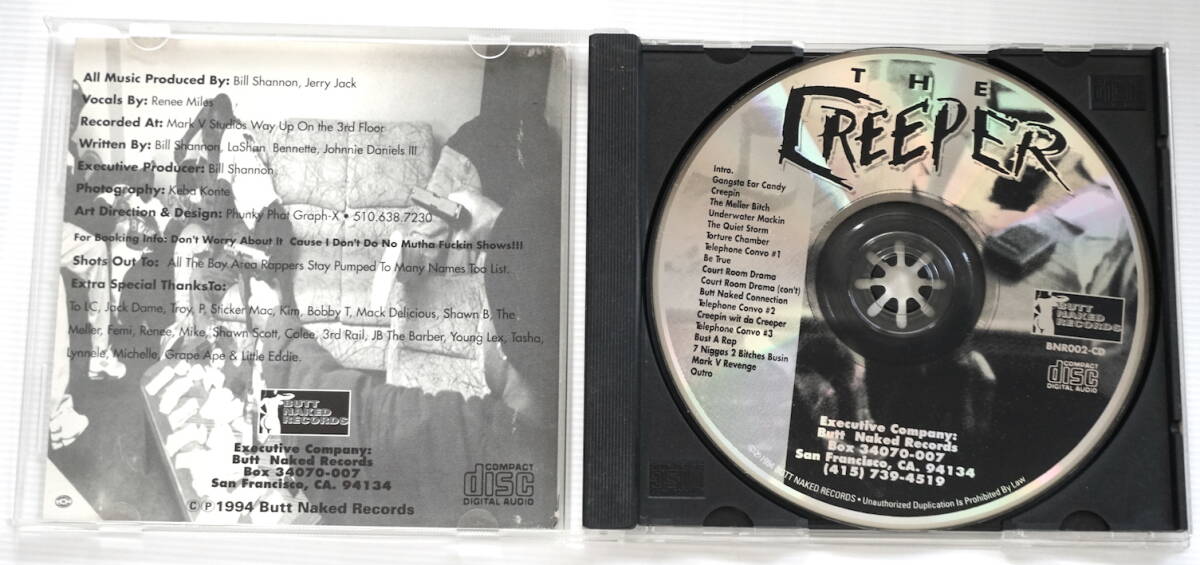 All Music Produced By: Bill Shannon, Jerry Jack
Vocals By: Renee Miles
Recorded At: Mark V Studios Way Up On the 3rd Floor
Written By: Bill Shannon, LaShan Bennette, Johnnie Daniels III
Executive Producer: Bill Shannon
Photography: Keba Konte
Art Direction & Design: Phunky Phat Graph-X • 510.638.7230
For Booking Info: Don't Worry About It Cause I Don't Do No Mutha Fuckin Shows!!!
Shots Out To: All The Bay Area Rappers Stay Pumped To Many Names Too List.
Extra Special ThanksTo:
To LC, Jack Dame, Troy, P, Sticker Mac, Kim, Bobby T, Mack Delicious, Shawn B, The
Meller, Femi, Renee, Mike, Shawn Scott, Colee, 3rd Rail, JB The Barber, Young Lex, Tasha,
Lynnele, Michelle, Grape Ape & Little Eddie.
BUTT
NAKED
RECORDS
Executive Company:
Butt Naked Records
Box 34070-007
San Francisco, CA. 94134
COMPACT
disc
DIGITAL AUDIO
©℗1994 Butt Naked Records
THE
CREEPER
Intro.
Gangsta Ear Candy
Creepin
The Meller Bitch
Underwater Mackin
The Quiet Storm
Torture Chamber
Telephone Convo #1
Be True
Court Room Drama
Court Room Drama (con't)
Butt Naked Connection
Telephone Convo #2
Creepin wit da Creeper
Telephone Convo #3
Bust A Rap
7 Niggas 2 Bitches Busin
Mark V Revenge
Outro
BUTT
NAKED
RECORDS
BNR002-CD
COMPACT
disc
DIGITAL AUDIO
Executive Company:
Butt Naked Records
Box 34070-007
San Francisco, CA. 94134
(415) 739-4519
©℗ 1994 BUTT NAKED RECORDS • Unauthorized Duplication Is Prohibited By Law